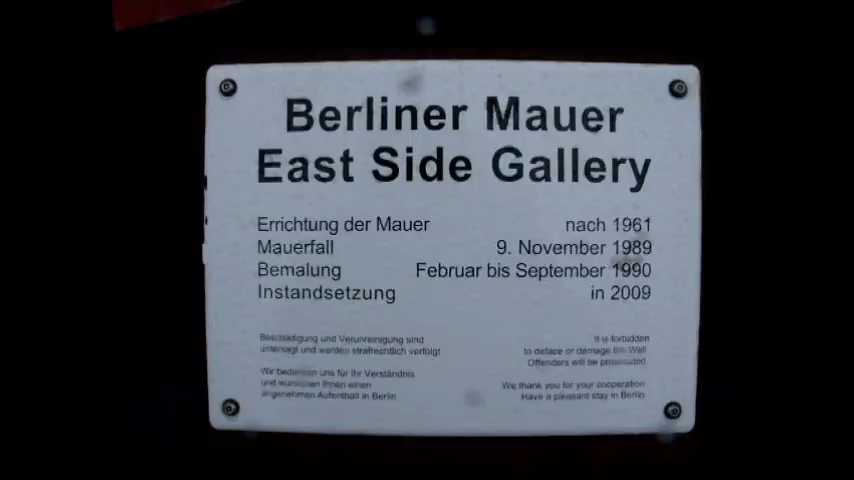 Berliner Mauer
East Side Gallery
Errichtung der Mauer nach 1961
Mauerfall 9. November 1989
Bemalung Februar bis September 1990
Instandsetzung in 2009
Beschädigung und Verunreinigung sind
untersagt und werden strafrechtlich verfolgt
Wir bedanken uns für Ihr Verständnis
und wünschen Ihnen einen
angenehmen Aufenthalt in Berlin
It is forbidden
to deface or damage the Wall
Offenders will be prosecuted
We thank you for your cooperation
Have a pleasant stay in Berlin